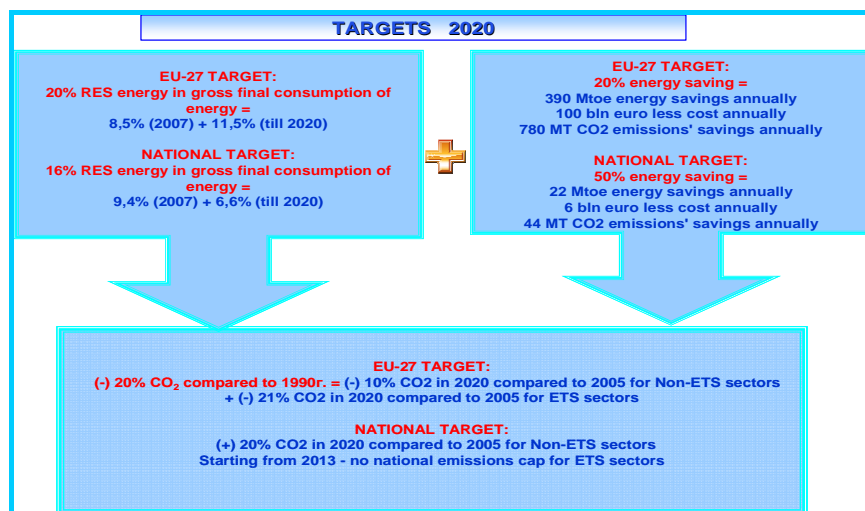 TARGETS 2020
EU-27 TARGET:
20% RES energy in gross final consumption of
energy =
8,5% (2007) + 11,5% (till 2020)
NATIONAL TARGET:
16% RES energy in gross final consumption of
energy =
9,4% (2007) + 6,6% (till 2020)
EU-27 TARGET:
20% energy saving =
390 Mtoe energy savings annually
100 bln euro less cost annually
780 MT CO2 emissions' savings annually
NATIONAL TARGET:
50% energy saving =
22 Mtoe energy savings annually
6 bln euro less cost annually
44 MT CO2 emissions' savings annually
EU-27 TARGET:
(-) 20% CO₂ compared to 1990г. = (-) 10% CO2 in 2020 compared to 2005 for Non-ETS sectors
+ (-) 21% CO2 in 2020 compared to 2005 for ETS sectors
NATIONAL TARGET:
(+) 20% CO2 in 2020 compared to 2005 for Non-ETS sectors
Starting from 2013 - no national emissions cap for ETS sectors